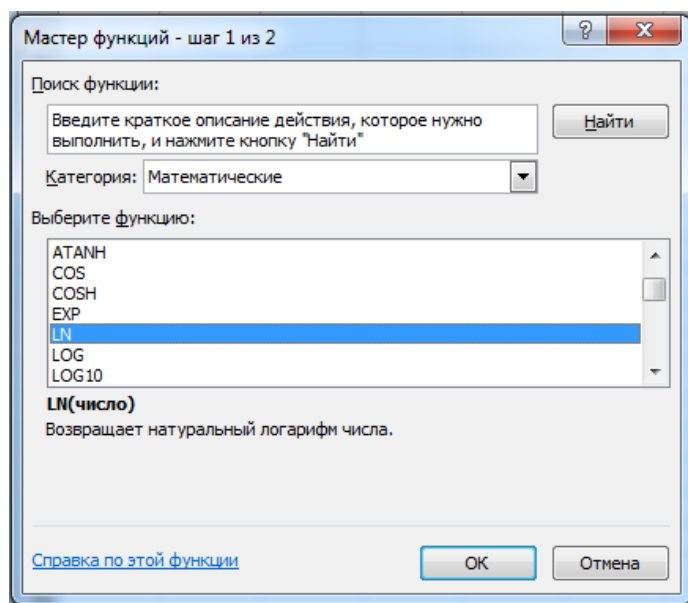 Мастер функций - шаг 1 из 2
Поиск функции:
Введите краткое описание действия, которое нужно
выполнить, и нажмите кнопку "Найти"
Найти
Категория: Математические
Выберите функцию:
ATANH
COS
COSH
EXP
LN
LOG
LOG10
LN(число)
Возвращает натуральный логарифм числа.
Справка по этой функции
ОК
Отмена